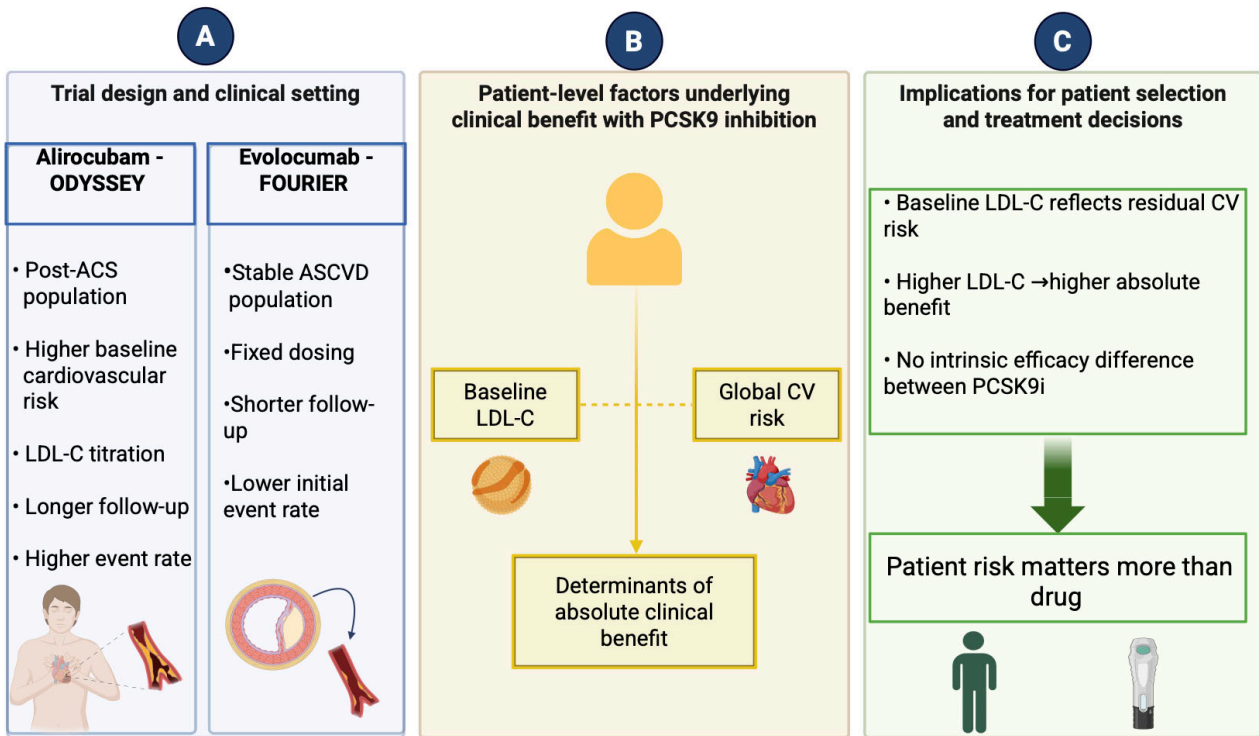 A
Trial design and clinical setting
Alirocubam -
ODYSSEY
• Post-ACS
population
• Higher baseline
cardiovascular
risk
• LDL-C titration
• Longer follow-up
• Higher event rate
Evolocumab -
FOURIER
•Stable ASCVD
population
•Fixed dosing
•Shorter follow-
up
•Lower initial
event rate
B
Patient-level factors underlying
clinical benefit with PCSK9 inhibition
Baseline
LDL-C
Global CV
risk
Determinants of
absolute clinical
benefit
C
Implications for patient selection
and treatment decisions
• Baseline LDL-C reflects residual CV
risk
• Higher LDL-C →higher absolute
benefit
• No intrinsic efficacy difference
between PCSK9i
Patient risk matters more than
drug